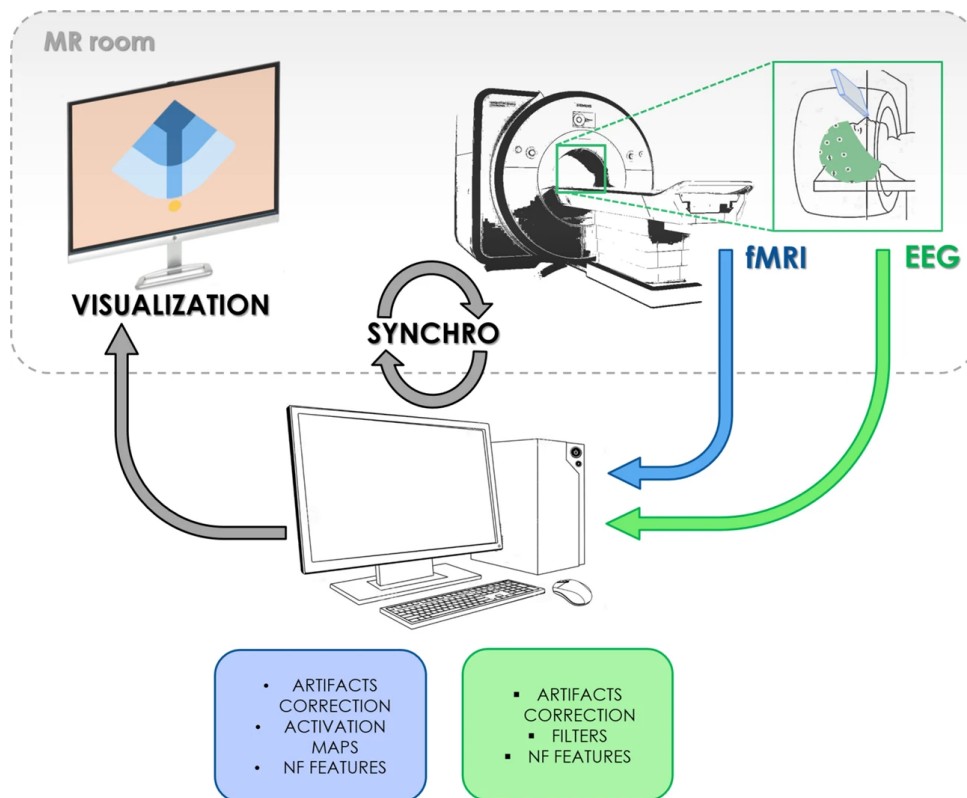 MR room
VISUALIZATION
SYNCHRO
fMRI
EEG
• ARTIFACTS
CORRECTION
• ACTIVATION
MAPS
• NF FEATURES
▪ ARTIFACTS
CORRECTION
▪ FILTERS
▪ NF FEATURES